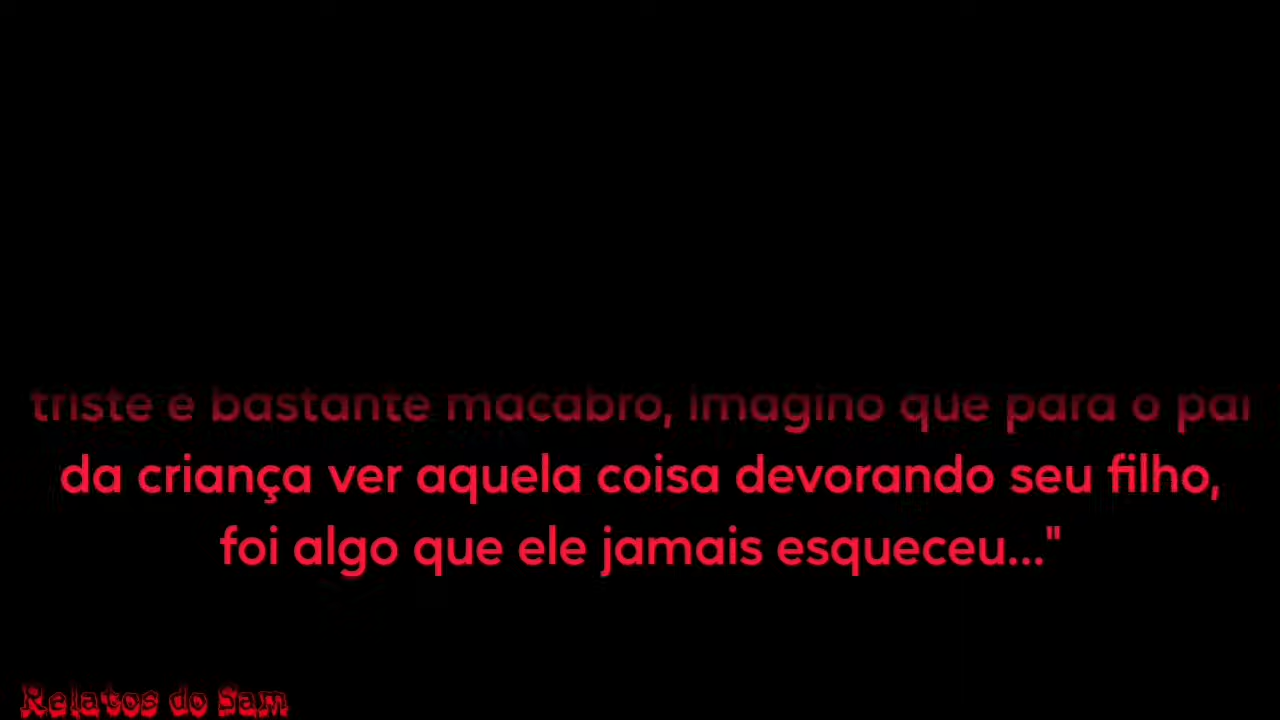 triste e bastante macabro, imagino que para o pai
da criança ver aquela coisa devorando seu filho,
foi algo que ele jamais esqueceu..."
Relatos do Sam